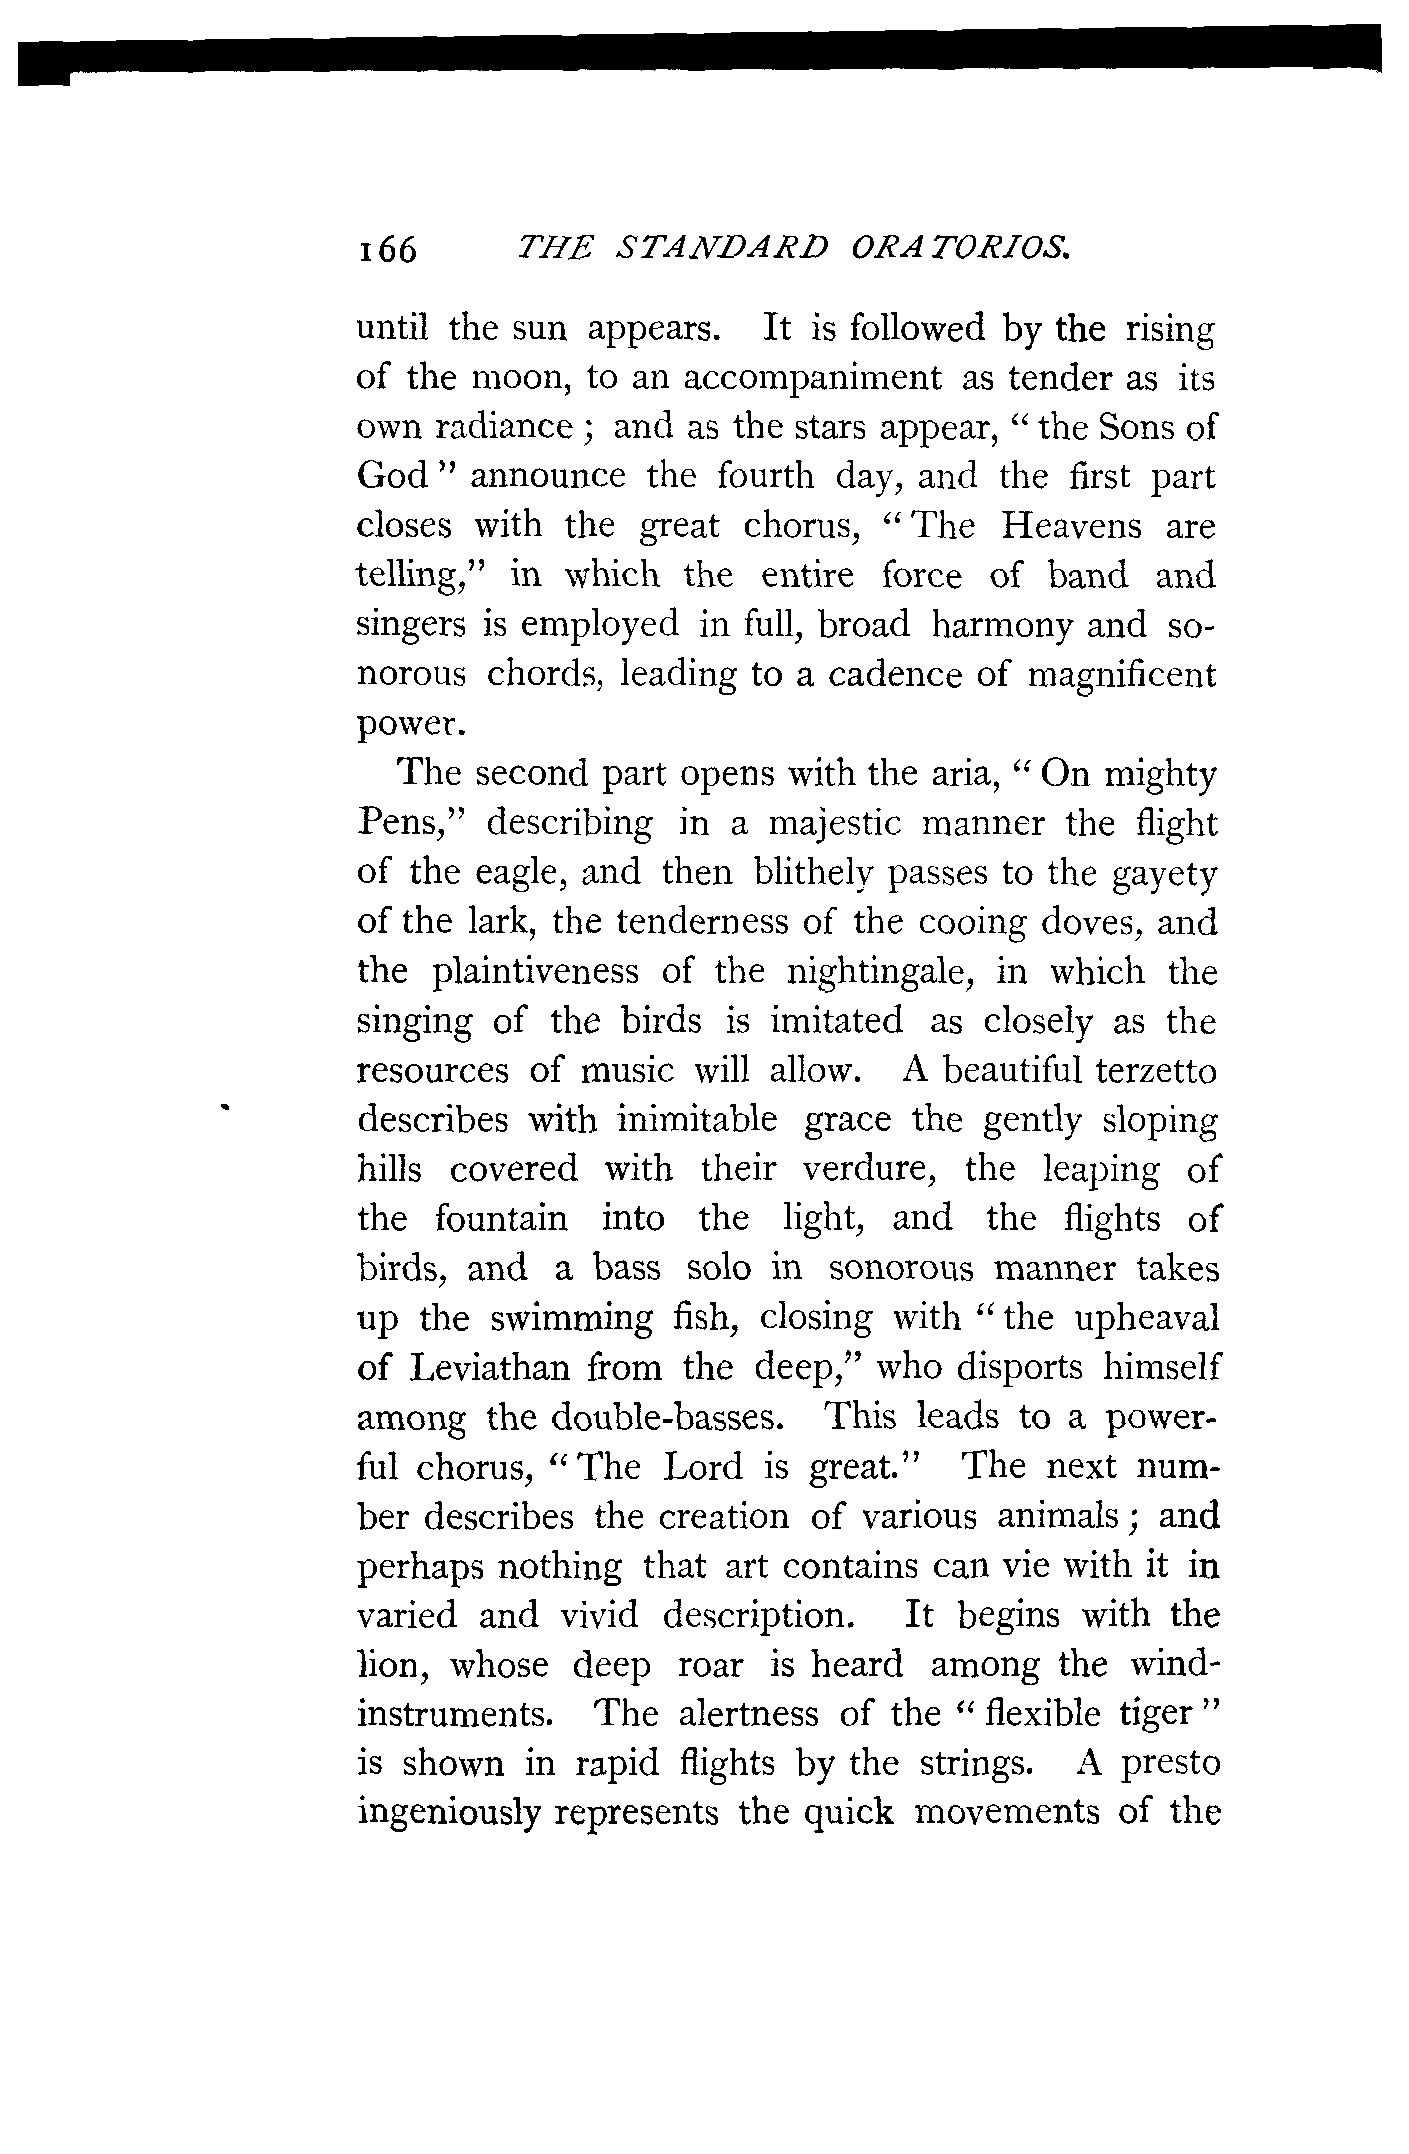 166 THE STANDARD ORATORIOS.
until the sun appears. It is followed by the rising
of the moon, to an accompaniment as tender as its
own radiance ; and as the stars appear, “ the Sons of
God ” announce the fourth day, and the first part
closes with the great chorus, “ The Heavens are
telling,” in which the entire force of band and
singers is employed in full, broad harmony and so-
norous chords, leading to a cadence of magnificent
power.
The second part opens with the aria, “ On mighty
Pens,” describing in a majestic manner the flight
of the eagle, and then blithely passes to the gayety
of the lark, the tenderness of the cooing doves, and
the plaintiveness of the nightingale, in which the
singing of the birds is imitated as closely as the
resources of music will allow. A beautiful terzetto
describes with inimitable grace the gently sloping
hills covered with their verdure, the leaping of
the fountain into the light, and the flights of
birds, and a bass solo in sonorous manner takes
up the swimming fish, closing with “ the upheaval
of Leviathan from the deep,” who disports himself
among the double-basses. This leads to a power-
ful chorus, “ The Lord is great.” The next num-
ber describes the creation of various animals ; and
perhaps nothing that art contains can vie with it in
varied and vivid description. It begins with the
lion, whose deep roar is heard among the wind-
instruments. The alertness of the “ flexible tiger ”
is shown in rapid flights by the strings. A presto
ingeniously represents the quick movements of the